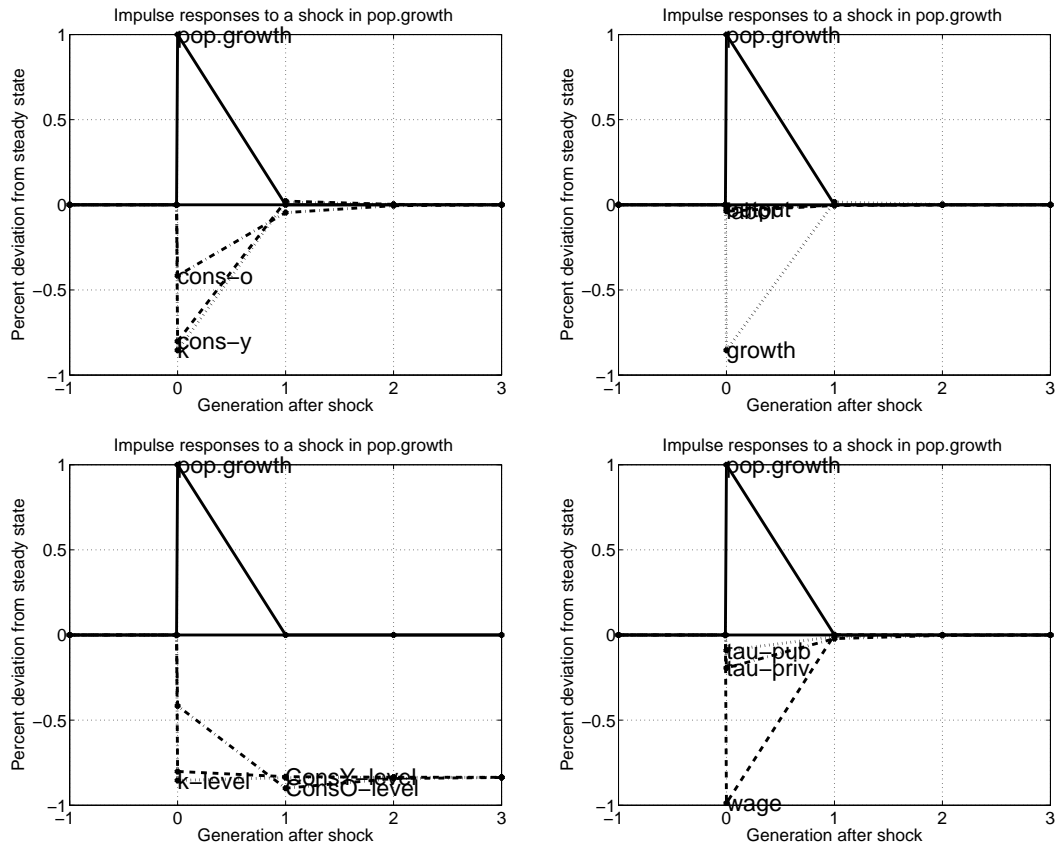 Impulse responses to a shock in pop.growth
Percent deviation from steady state
1
0.5
0
−0.5
−1
pop.growth
cons−o
cons−y
k
−1 0 1 2 3
Generation after shock
Impulse responses to a shock in pop.growth
Percent deviation from steady state
1
0.5
0
−0.5
−1
pop.growth
output
labor
growth
−1 0 1 2 3
Generation after shock
Impulse responses to a shock in pop.growth
Percent deviation from steady state
1
0.5
0
−0.5
−1
pop.growth
k−level
ConsY−level
ConsO−level
−1 0 1 2 3
Generation after shock
Impulse responses to a shock in pop.growth
Percent deviation from steady state
1
0.5
0
−0.5
−1
pop.growth
tau−pub
tau−priv
wage
−1 0 1 2 3
Generation after shock